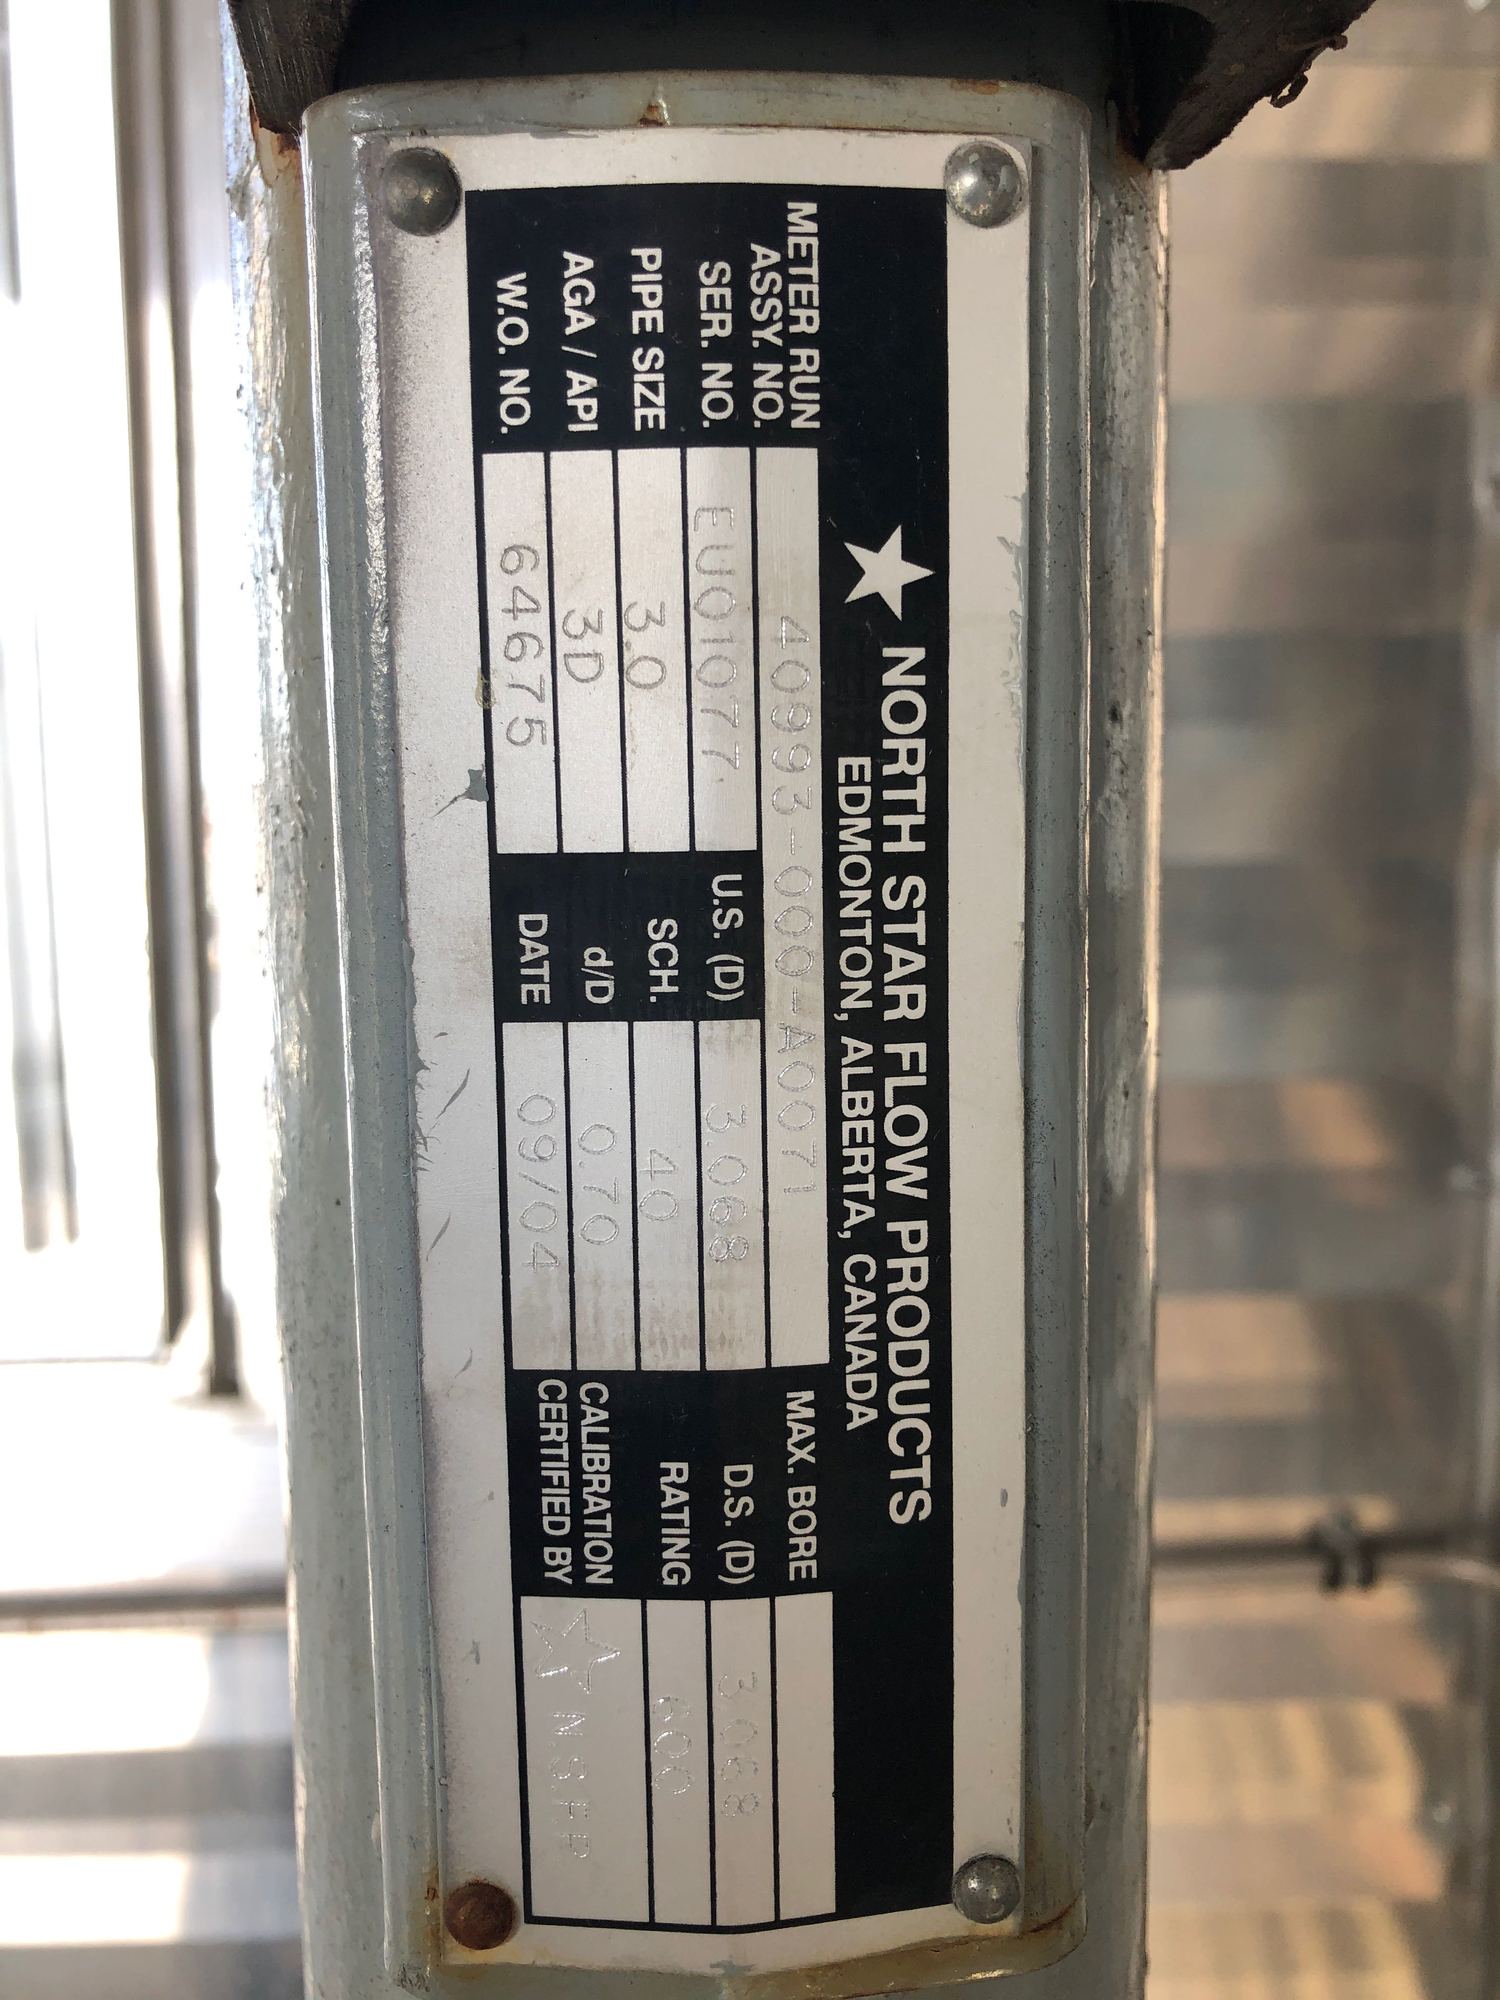 NORTH STAR FLOW PRODUCTS
EDMONTON, ALBERTA, CANADA
METER RUN
ASSY. NO. 40993-000-A0071 MAX. BORE
SER. NO. EU01077 U.S. (D) 3.068 D.S. (D) 3.068
PIPE SIZE 3.0 SCH. 40 RATING 600
AGA / API 3D d/D 0.70 CALIBRATION
W.O. NO. 64675 DATE 09/04 CERTIFIED BY N.S.F.P